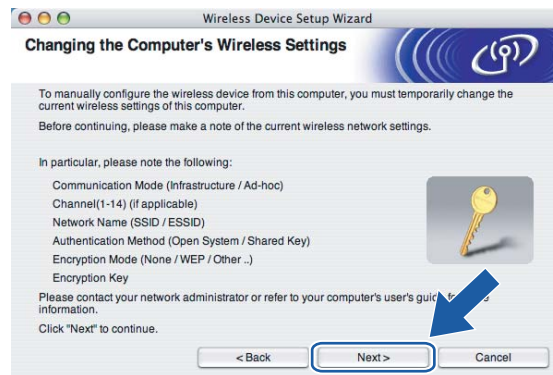 Wireless Device Setup Wizard
Changing the Computer's Wireless Settings
To manually configure the wireless device from this computer, you must temporarily change the
current wireless settings of this computer.
Before continuing, please make a note of the current wireless network settings.
In particular, please note the following:
Communication Mode (Infrastructure / Ad-hoc)
Channel(1-14) (if applicable)
Network Name (SSID / ESSID)
Authentication Method (Open System / Shared Key)
Encryption Mode (None / WEP / Other ..)
Encryption Key
Please contact your network administrator or refer to your computer's user's
information.
Click "Next" to continue.
< Back Next > Cancel